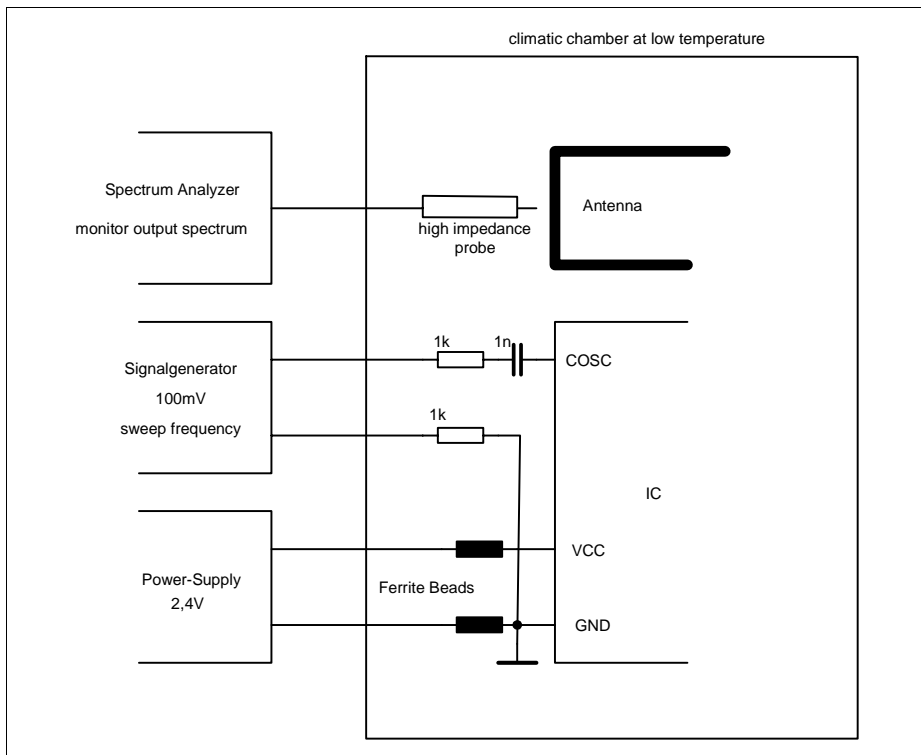 climatic chamber at low temperature
Spectrum Analyzer
monitor output spectrum
high impedance
probe
Antenna
Signalgenerator
100mV
sweep frequency
1k
1n
COSC
1k
IC
Power-Supply
2,4V
VCC
Ferrite Beads
GND